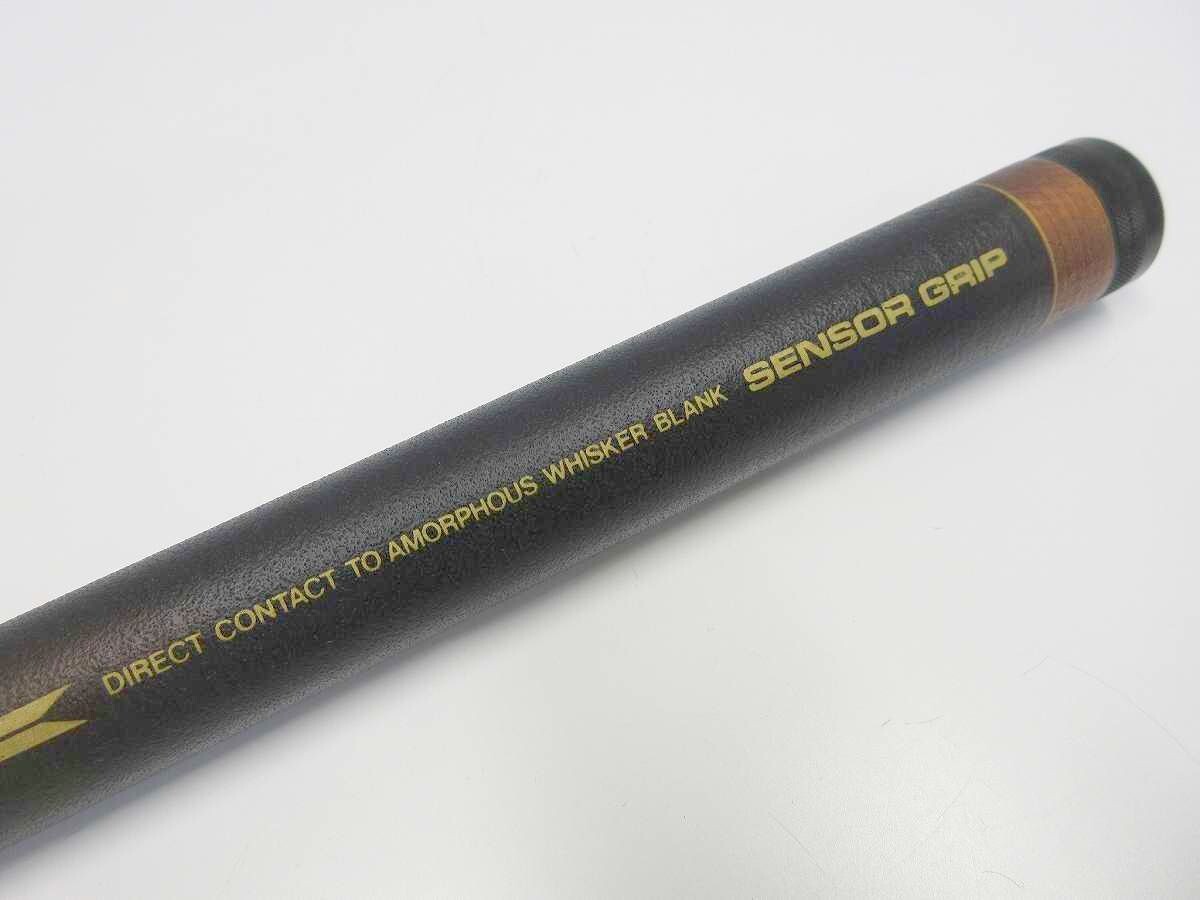 DIRECT CONTACT TO AMORPHOUS WHISKER BLANK SENSOR GRIP